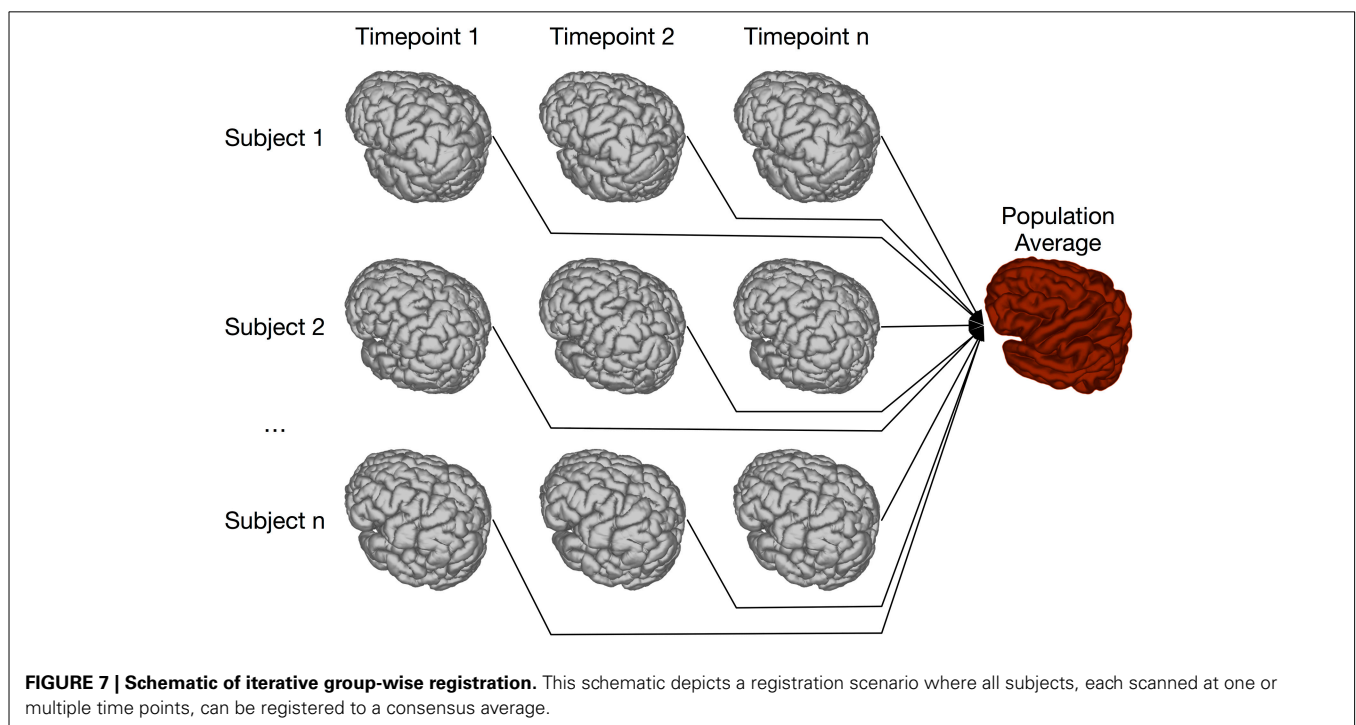 Timepoint 1 Timepoint 2 Timepoint n
Subject 1
Population
Average
Subject 2
...
Subject n
FIGURE 7 | Schematic of iterative group-wise registration. This schematic depicts a registration scenario where all subjects, each scanned at one or
multiple time points, can be registered to a consensus average.